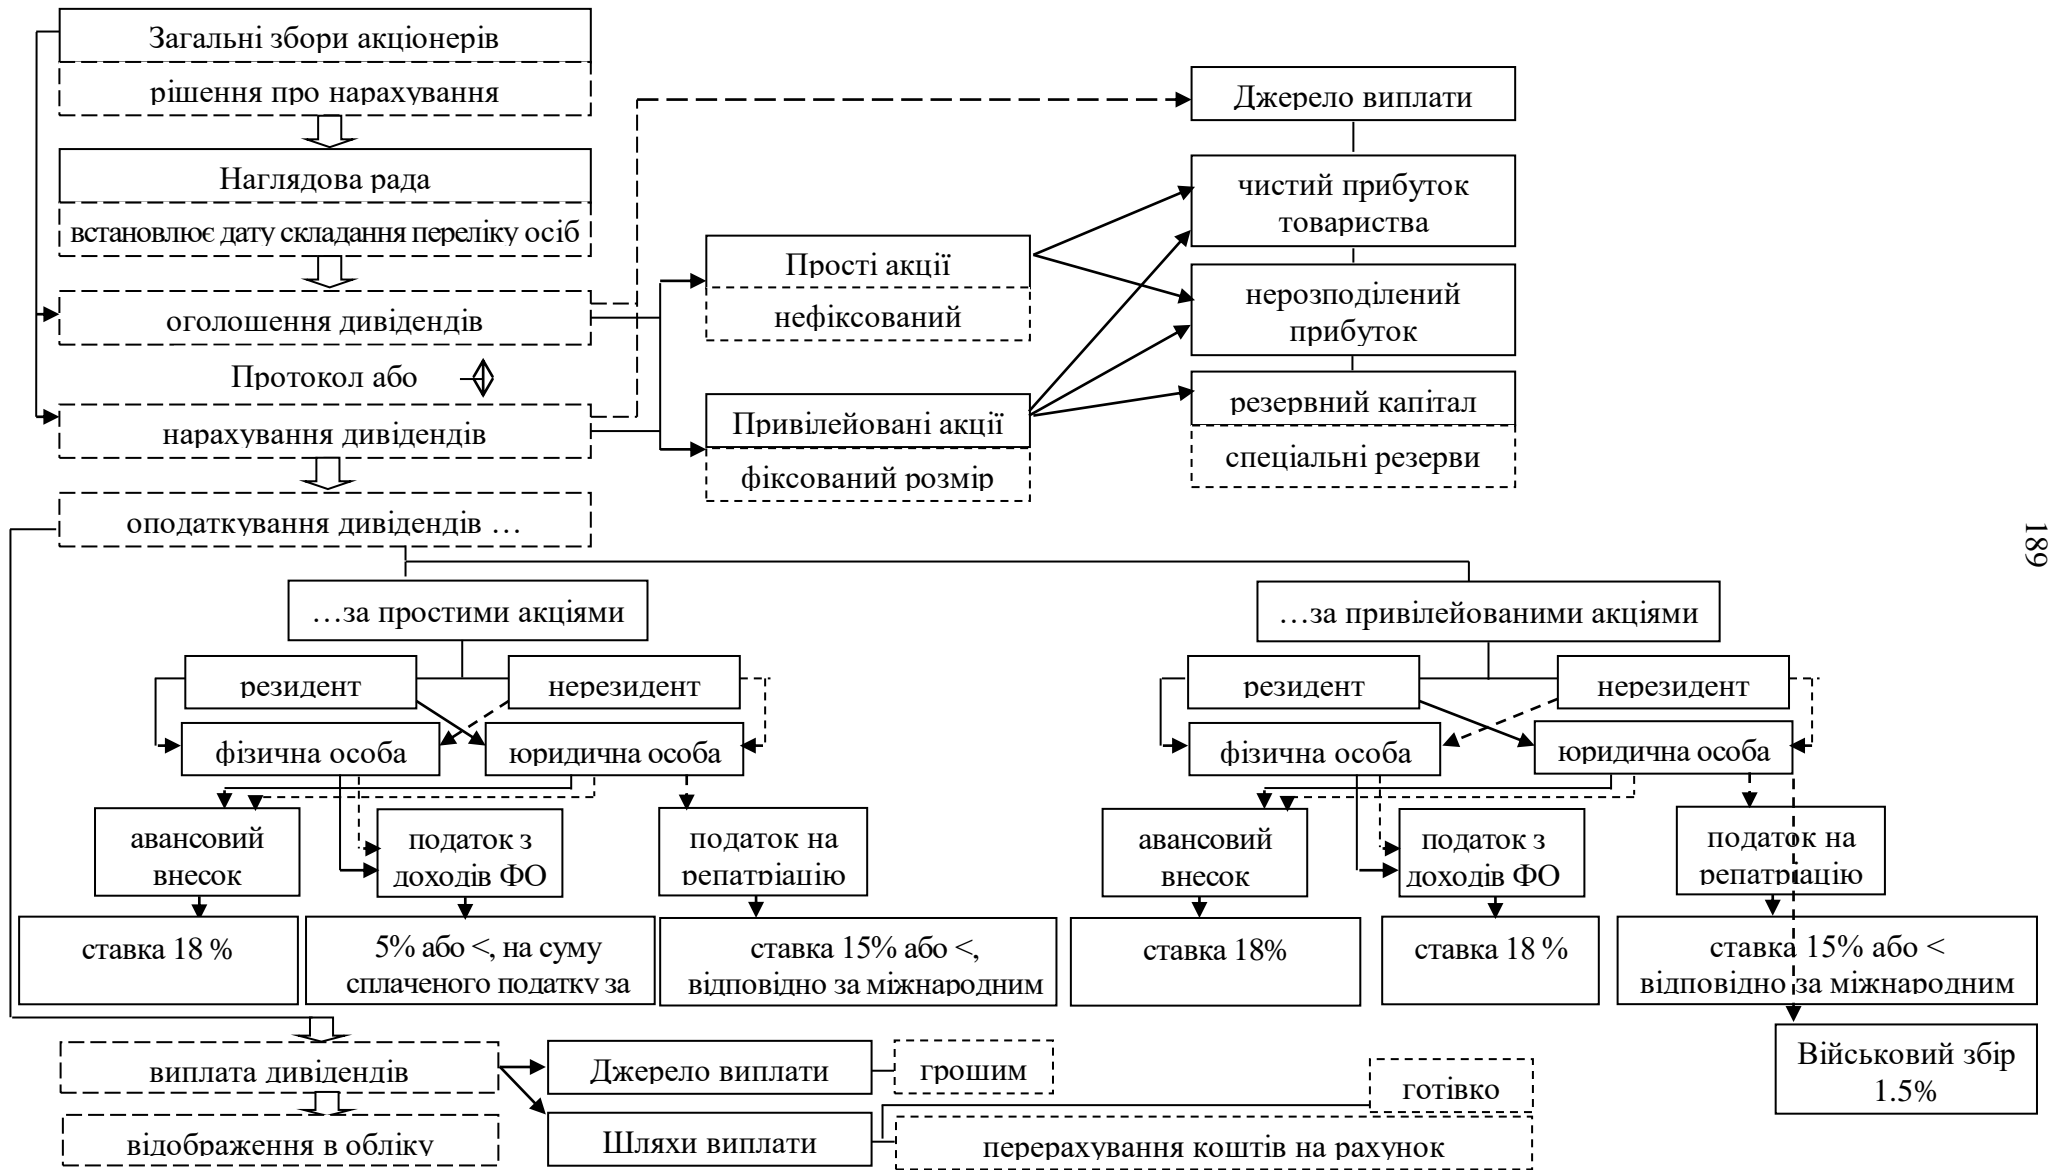 Загальні збори акціонерів
рішення про нарахування
Наглядова рада
встановлює дату складання переліку осіб
оголошення дивідендів
Протокол або
нарахування дивідендів
оподаткування дивідендів …
Прості акції
нефіксований
Привілейовані акції
фіксований розмір
Джерело виплати
чистий прибуток
товариства
нерозподілений
прибуток
резервний капітал
спеціальні резерви
189
…за простими акціями
резидент
нерезидент
фізична особа
юридична особа
авансовий
внесок
податок з
доходів ФО
податок на
репатріацію
ставка 18 %
5% або <, на суму
сплаченого податку за
ставка 15% або <,
відповідно за міжнародним
…за привілейованими акціями
резидент
нерезидент
фізична особа
юридична особа
авансовий
внесок
податок з
доходів ФО
податок на
репатріацію
ставка 18%
ставка 18 %
ставка 15% або <
відповідно за міжнародним
Військовий збір
1.5%
виплата дивідендів
відображення в обліку
Джерело виплати
грошим
Шляхи виплати
готівко
перерахування коштів на рахунок